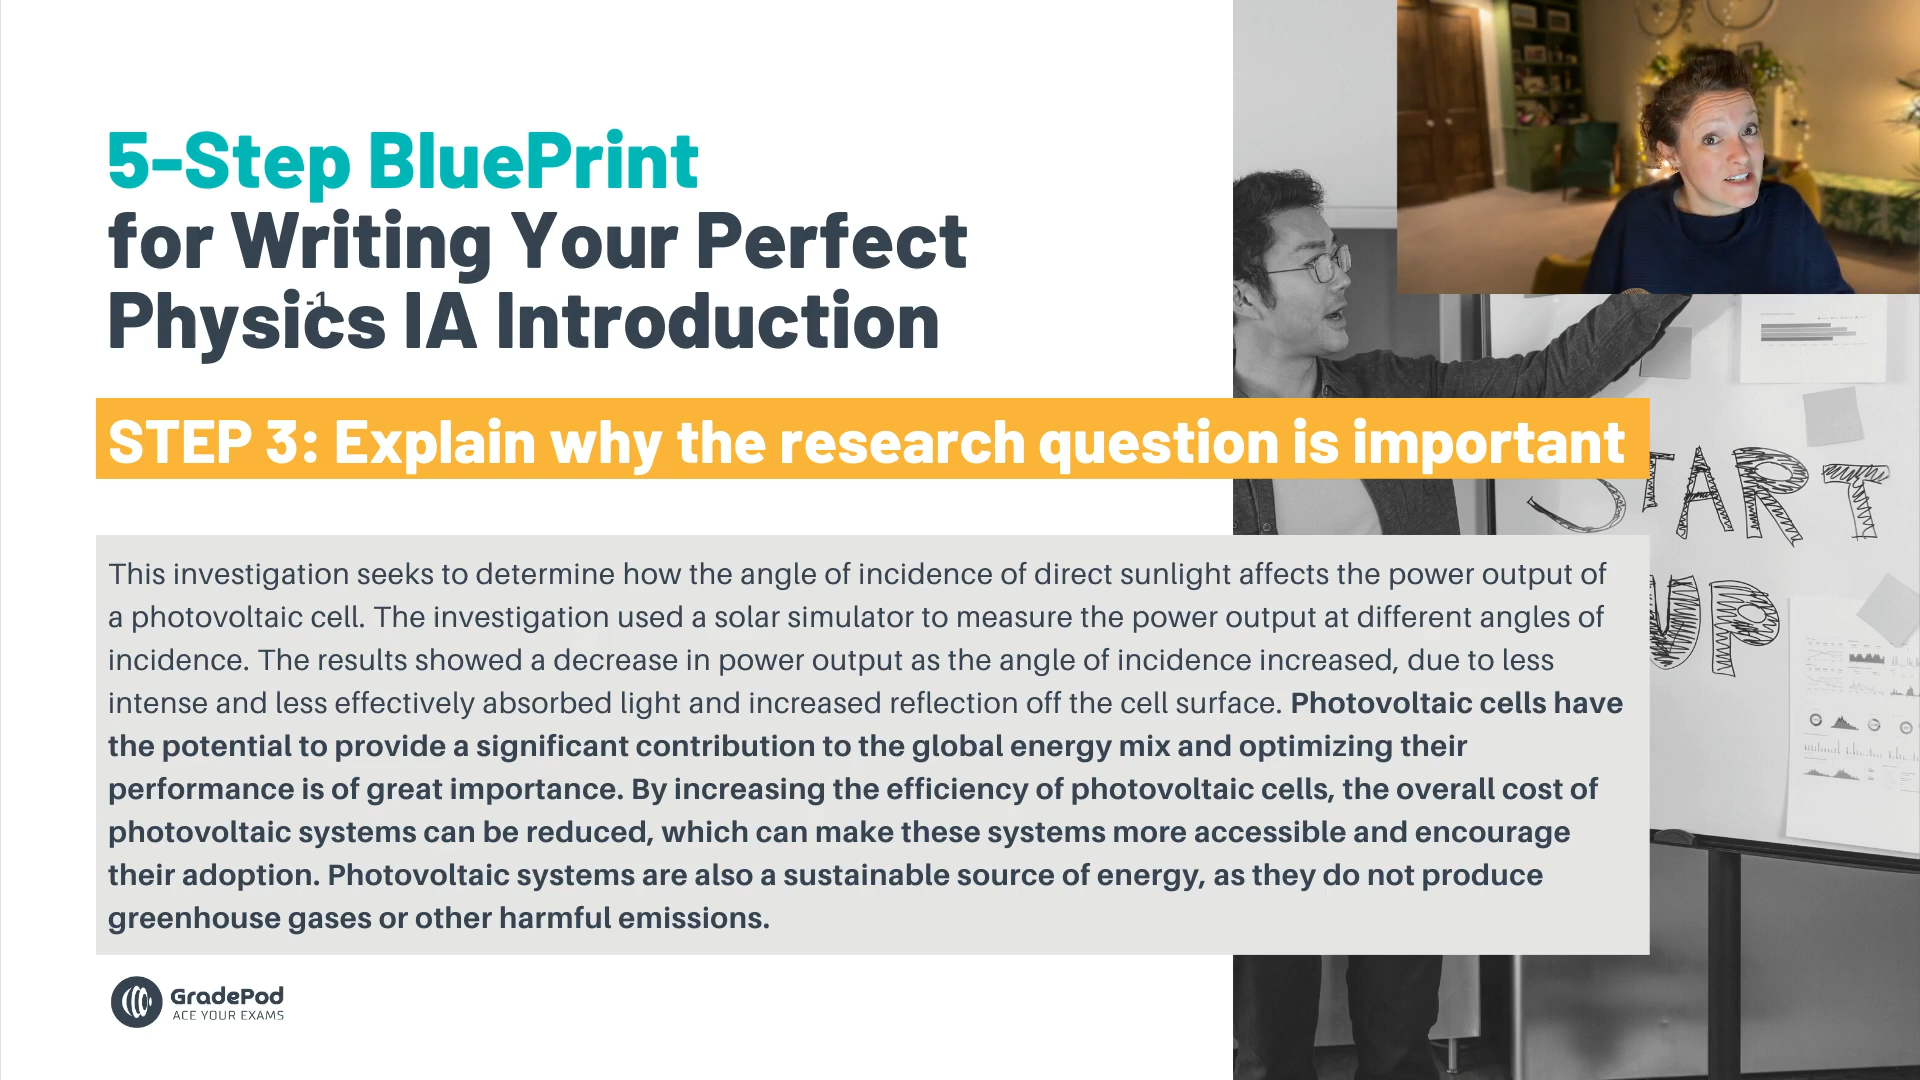 5-Step BluePrint
for Writing Your Perfect
Physics IA Introduction
-1
STEP 3: Explain why the research question is important
This investigation seeks to determine how the angle of incidence of direct sunlight affects the power output of
a photovoltaic cell. The investigation used a solar simulator to measure the power output at different angles of
incidence. The results showed a decrease in power output as the angle of incidence increased, due to less
intense and less effectively absorbed light and increased reflection off the cell surface. Photovoltaic cells have
the potential to provide a significant contribution to the global energy mix and optimizing their
performance is of great importance. By increasing the efficiency of photovoltaic cells, the overall cost of
photovoltaic systems can be reduced, which can make these systems more accessible and encourage
their adoption. Photovoltaic systems are also a sustainable source of energy, as they do not produce
greenhouse gases or other harmful emissions.
START
UP
GradePod
ACE YOUR EXAMS